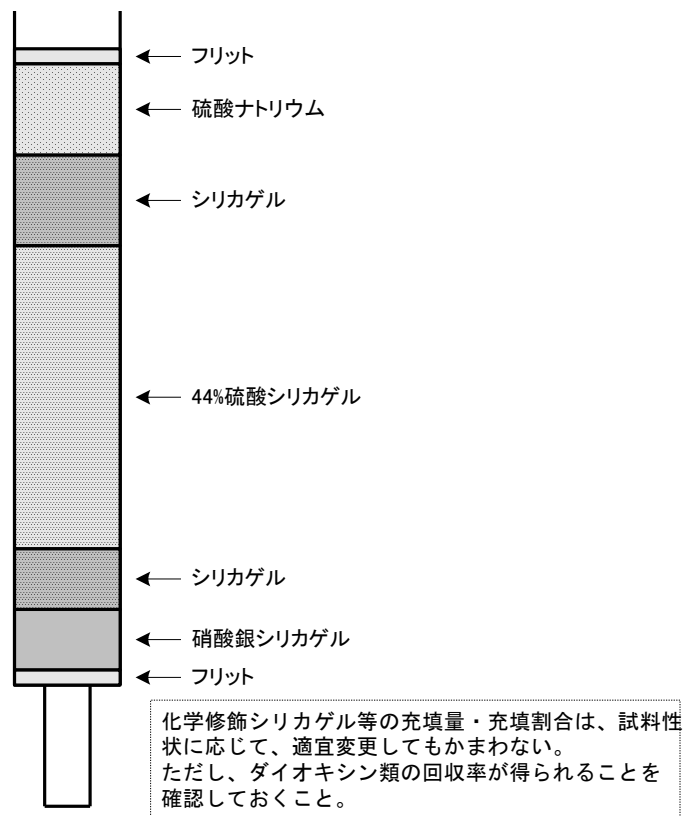 フリット
硫酸ナトリウム
シリカゲル
44%硫酸シリカゲル
シリカゲル
硝酸銀シリカゲル
フリット
化学修飾シリカゲル等の充填量・充填割合は、試料性
状に応じて、適宜変更してもかまわない。
ただし、ダイオキシン類の回収率が得られることを
確認しておくこと。